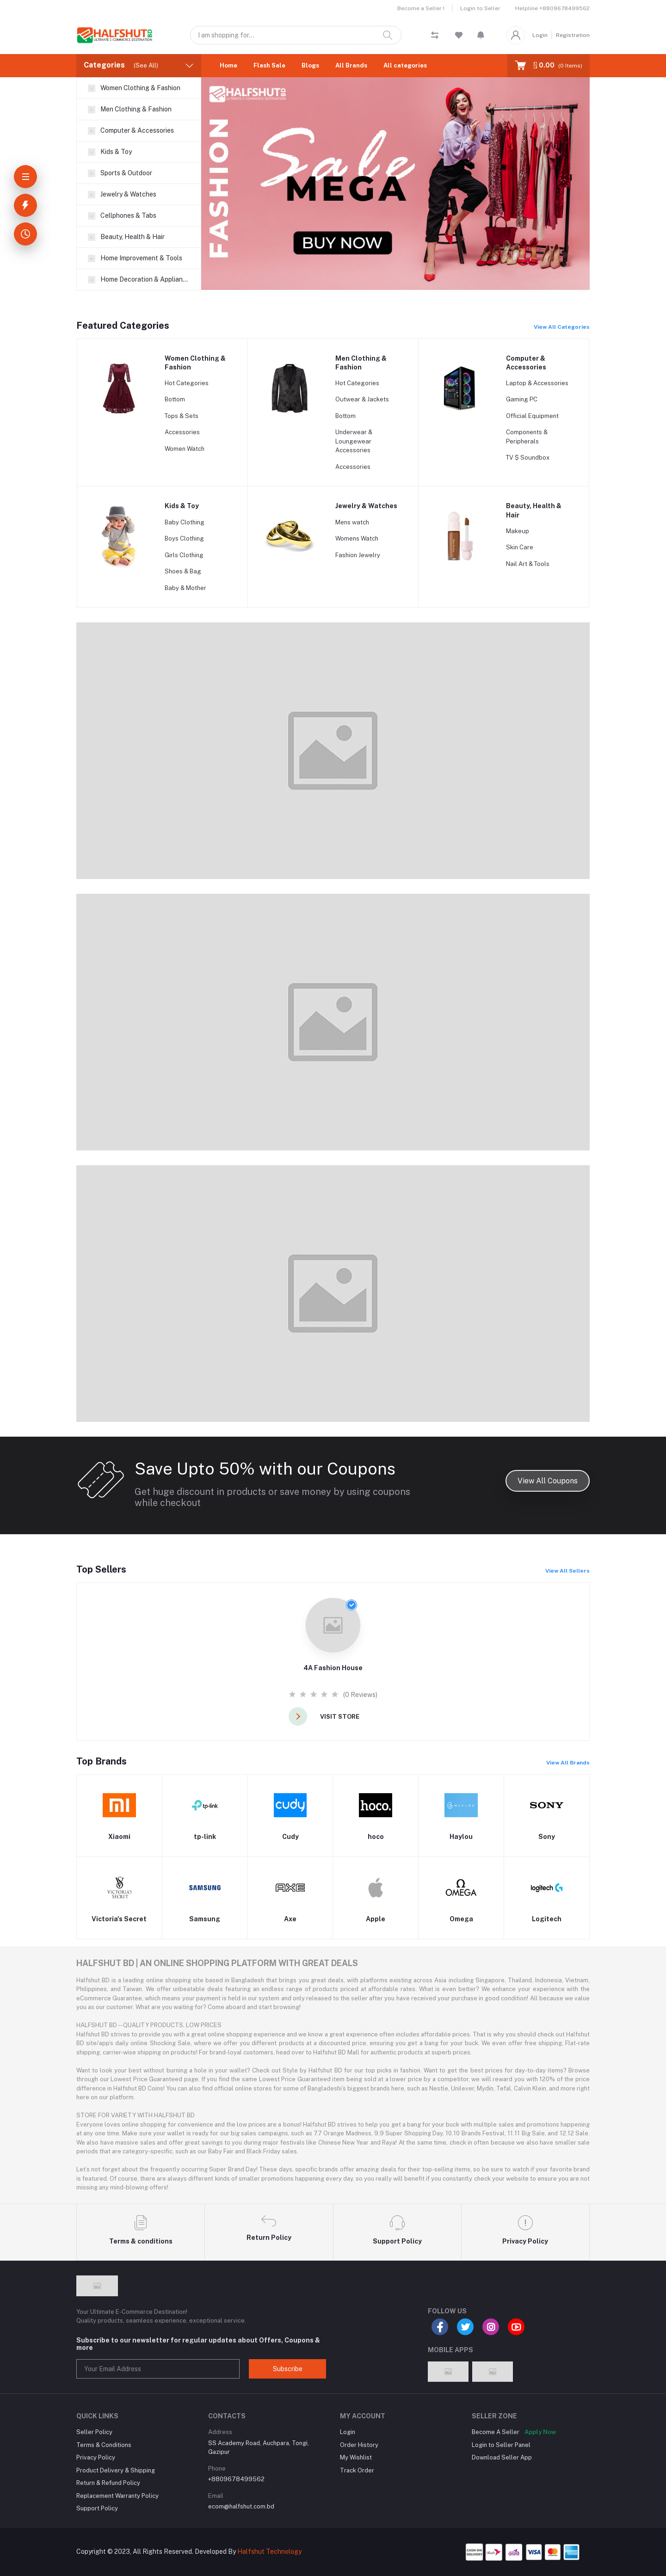 Become a Seller !
Login to Seller
Helpline +8809678499562
HALFSHUTBD
ULTIMATE E-COMMERCE DESTINATION
I am shopping for...
Login
Registration
Categories
(See All)
Home
Flash Sale
Blogs
All Brands
All categories
0.00 (0 Items)
Women Clothing & Fashion
Men Clothing & Fashion
Computer & Accessories
Kids & Toy
Sports & Outdoor
Jewelry & Watches
Cellphones & Tabs
Beauty, Health & Hair
Home Improvement & Tools
Home Decoration & Applian...
HALFSHUTBD
ULTIMATE E-COMMERCE DESTINATION
FASHION
Sale
MEGA
BUY NOW
Featured Categories
View All Categories
Women Clothing &
Fashion
Hot Categories
Bottom
Tops & Sets
Accessories
Women Watch
Men Clothing &
Fashion
Hot Categories
Outwear & Jackets
Bottom
Underwear &
Loungewear
Accessories
Accessories
Computer &
Accessories
Laptop & Accessories
Gaming PC
Official Equipment
Components &
Peripherals
TV $ Soundbox
Kids & Toy
Baby Clothing
Boys Clothing
Girls Clothing
Shoes & Bag
Baby & Mother
Jewelry & Watches
Mens watch
Womens Watch
Fashion Jewelry
Beauty, Health &
Hair
Makeup
Skin Care
Nail Art & Tools
Save Upto 50% with our Coupons
Get huge discount in products or save money by using coupons
while checkout
View All Coupons
Top Sellers
View All Sellers
4A Fashion House
(0 Reviews)
VISIT STORE
Top Brands
View All Brands
Xiaomi
tp-link
tp-link
cudy
Cudy
hoco.
hoco
Haylou
SONY
Sony
VICTORIA'S
SECRET
Victoria's Secret
SAMSUNG
Samsung
AXE
Axe
Apple
OMEGA
Omega
logitech
Logitech
HALFSHUT BD | AN ONLINE SHOPPING PLATFORM WITH GREAT DEALS
Halfshut BD is a leading online shopping site based in Bangladesh that brings you great deals, with platforms existing across Asia including Singapore, Thailand, Indonesia, Vietnam,
Philippines, and Taiwan. We offer unbeatable deals featuring an endless range of products priced at affordable rates. What is even better? We enhance your experience with the
eCommerce Guarantee, which means your payment is held in our system and only released to the seller after you have received your purchase in good condition! All because we value
you as our customer. What are you waiting for? Come aboard and start browsing!
HALFSHUT BD – QUALITY PRODUCTS, LOW PRICES
Halfshut BD strives to provide you with a great online shopping experience and we know a great experience often includes affordable prices. That is why you should check out Halfshut
BD site/app's daily online Shocking Sale, where we offer you different products at a discounted price, ensuring you get a bang for your buck. We even offer free shipping, flat-rate
shipping, carrier-wise shipping on products! For brand-loyal customers, head over to Halfshut BD Mall for authentic products at superb prices.
Want to look your best without burning a hole in your wallet? Check out Style by Halfshut BD for our top picks in fashion. Want to get the best prices for day-to-day items? Browse
through our Lowest Price Guaranteed page. If you find the same Lowest Price Guaranteed item being sold at a lower price by a competitor, we will reward you with 120% of the price
difference in Halfshut BD Coins! You can also find official online stores for some of Bangladeshi's biggest brands here, such as Nestle, Unilever, Mydin, Tefal, Calvin Klein, and more right
here on our platform.
STORE FOR VARIETY WITH HALFSHUT BD
Everyone loves online shopping for convenience and the low prices are a bonus! Halfshut BD strives to help you get a bang for your buck with multiple sales and promotions happening
at any one time. Make sure your wallet is ready for our big sales campaigns, such as 7.7 Orange Madness, 9.9 Super Shopping Day, 10.10 Brands Festival, 11.11 Big Sale, and 12.12 Sale.
We also have massive sales and offer great savings to you during major festivals like Chinese New Year and Raya! At the same time, check in often because we also have smaller sale
periods that are category-specific, such as our Baby Fair and Black Friday sales.
Let's not forget about the frequently occurring Super Brand Day! These days, specific brands offer amazing deals for their top-selling items, so be sure to watch if your favorite brand
is featured. Of course, there are always different kinds of smaller promotions happening every day, so you really will benefit if you constantly check your website to ensure you are not
missing any mind-blowing offers!
Terms & conditions
Return Policy
Support Policy
Privacy Policy
Your Ultimate E-Commerce Destination!
Quality products, seamless experience, exceptional service.
Subscribe to our newsletter for regular updates about Offers, Coupons &
more
Your Email Address
Subscribe
FOLLOW US
MOBILE APPS
QUICK LINKS
Seller Policy
Terms & Conditions
Privacy Policy
Product Delivery & Shipping
Return & Refund Policy
Replacement Warranty Policy
Support Policy
CONTACTS
Address
SS Academy Road, Auchpara, Tongi,
Gazipur
Phone
+8809678499562
Email
ecom@halfshut.com.bd
MY ACCOUNT
Login
Order History
My Wishlist
Track Order
SELLER ZONE
Become A Seller Apply Now
Login to Seller Panel
Download Seller App
Copyright © 2023, All Rights Reserved. Developed By Halfshut Technology
VISA